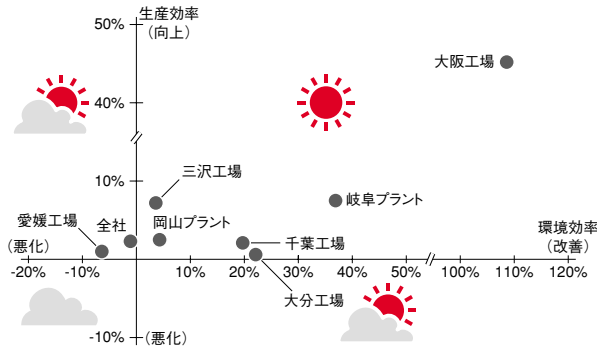 生産効率
(向上)
50%
大阪工場
40%
三沢工場
10%
岐阜プラント
愛媛工場
全社
岡山プラント
千葉工場
環境効率
(改善)
(悪化)
-20%
-10%
0%
10%
20%
30%
40%
50%
100%
110%
120%
大分工場
-10%
(悪化)